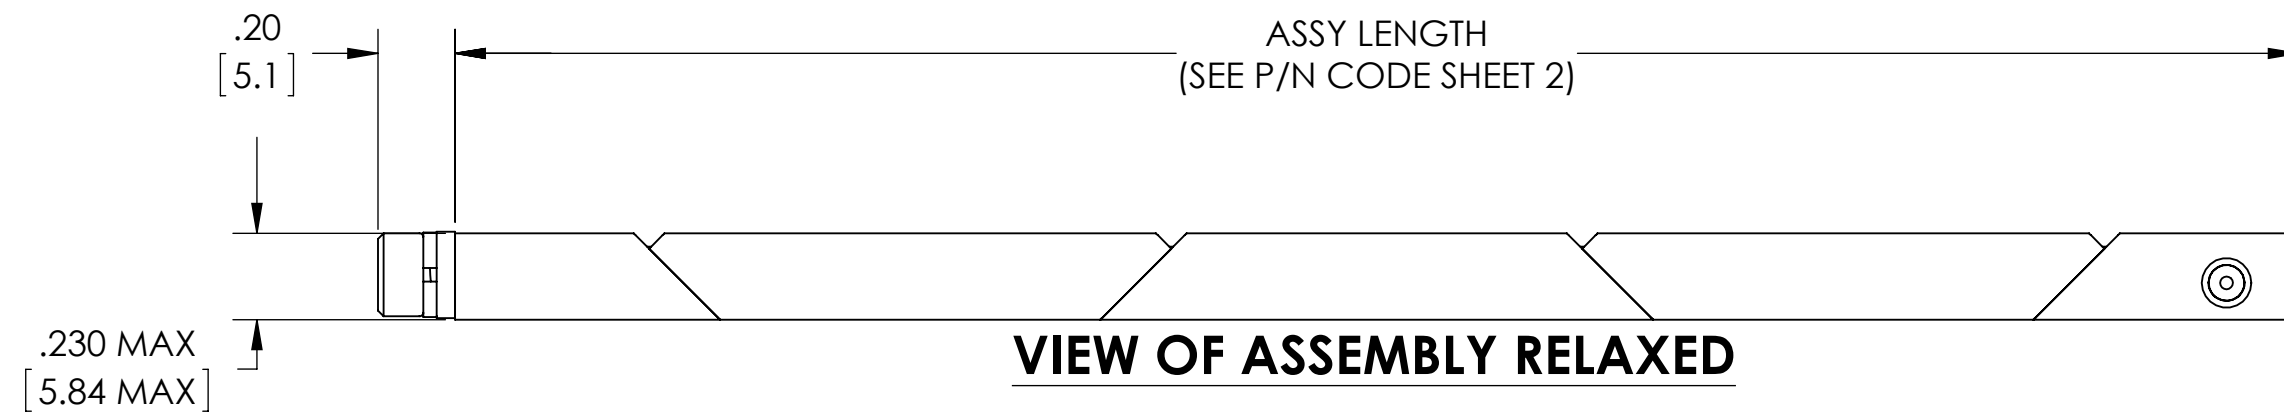 .20
[5.1]
ASSY LENGTH
(SEE P/N CODE SHEET 2)
.230 MAX
[5.84 MAX]
VIEW OF ASSEMBLY RELAXED